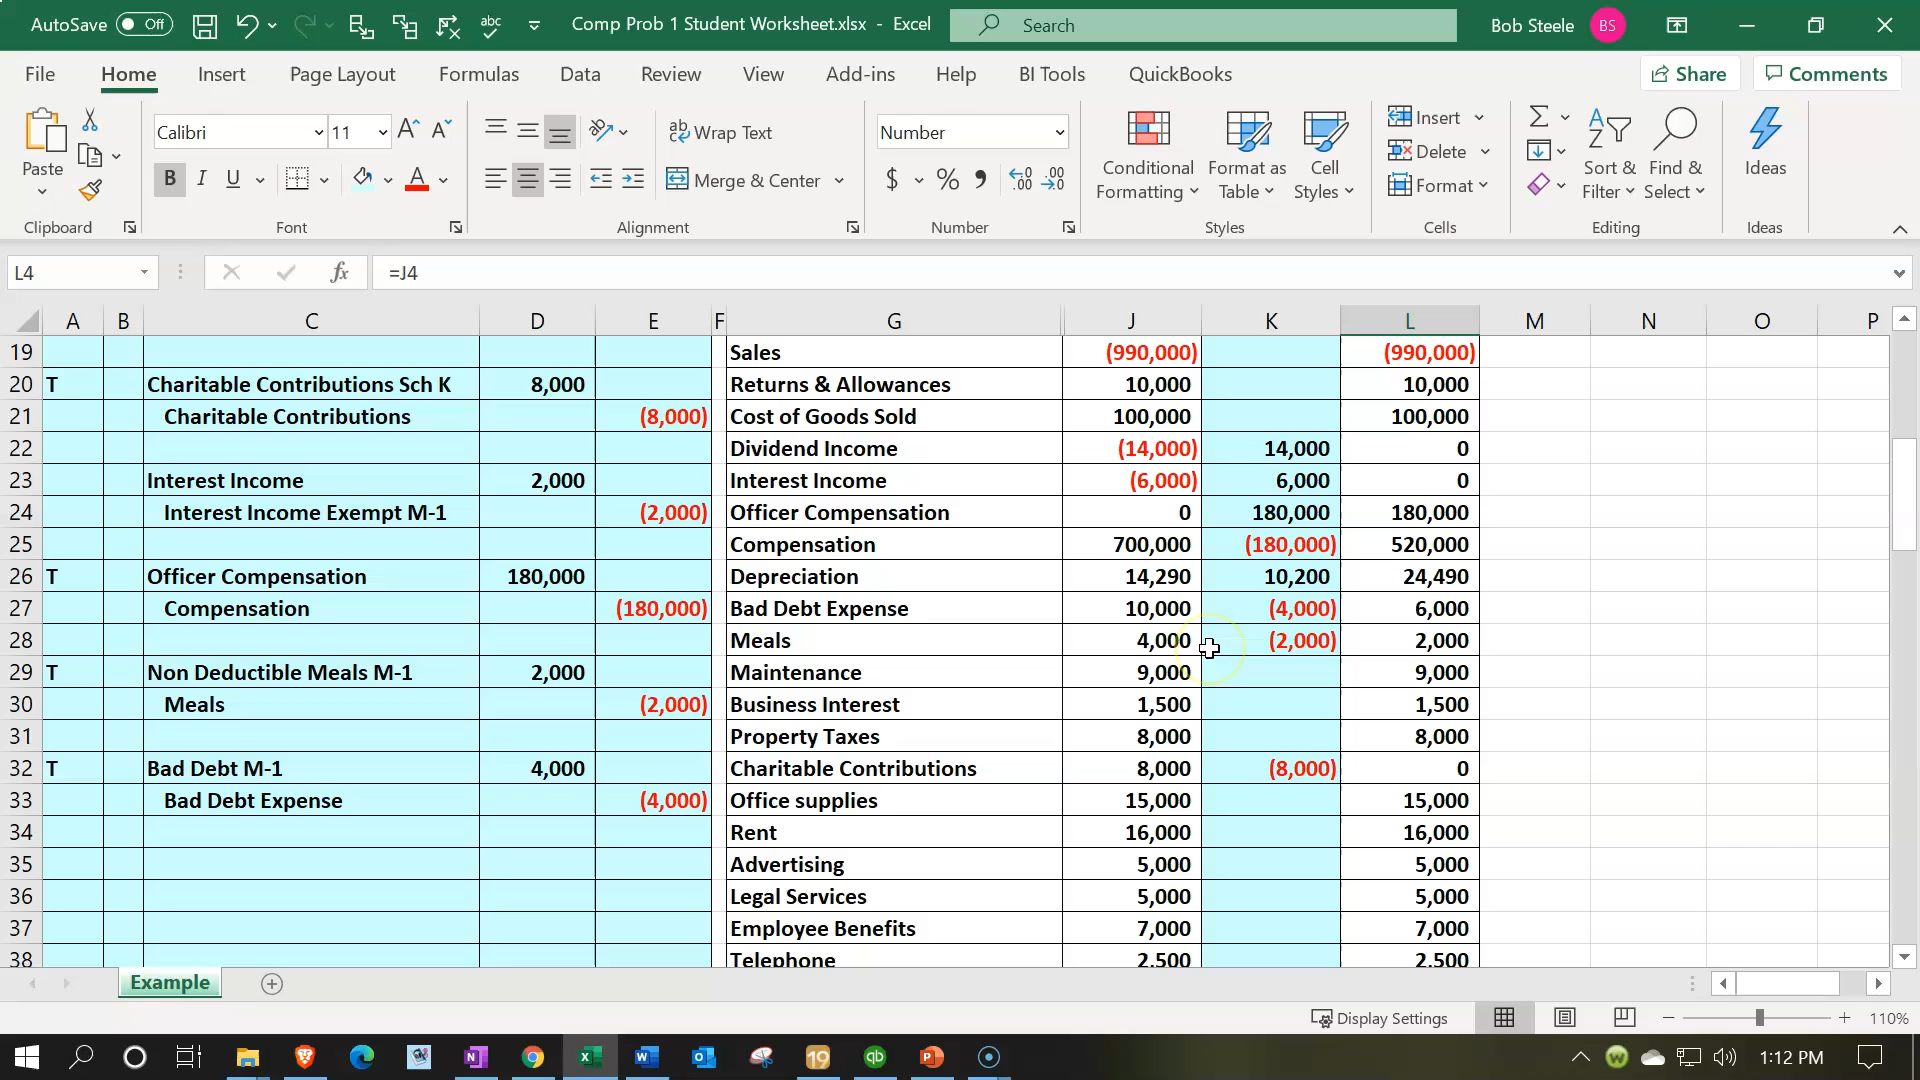 AutoSave Off Comp Prob 1 Student Worksheet.xlsx - Excel Search Bob Steele BS
File Home Insert Page Layout Formulas Data Review View Add-ins Help BI Tools QuickBooks Share Comments
Paste Calibri 11 Wrap Text Number Conditional Formatting Format as Table Cell Styles Insert Delete Format Sort & Filter Find & Select Ideas
B I U Merge & Center $ % 9
Clipboard Font Alignment Number Styles Cells Editing Ideas
L4 fx =J4
A B C D E F G J K L M N O P
19 Sales (990,000) (990,000)
20 T Charitable Contributions Sch K 8,000 Returns & Allowances 10,000 10,000
21 Charitable Contributions (8,000) Cost of Goods Sold 100,000 100,000
22 Dividend Income (14,000) 14,000 0
23 Interest Income 2,000 Interest Income (6,000) 6,000 0
24 Interest Income Exempt M-1 (2,000) Officer Compensation 0 180,000 180,000
25 Compensation 700,000 (180,000) 520,000
26 T Officer Compensation 180,000 Depreciation 14,290 10,200 24,490
27 Compensation (180,000) Bad Debt Expense 10,000 (4,000) 6,000
28 Meals 4,000 (2,000) 2,000
29 T Non Deductible Meals M-1 2,000 Maintenance 9,000 9,000
30 Meals (2,000) Business Interest 1,500 1,500
31 Property Taxes 8,000 8,000
32 T Bad Debt M-1 4,000 Charitable Contributions 8,000 (8,000) 0
33 Bad Debt Expense (4,000) Office supplies 15,000 15,000
34 Rent 16,000 16,000
35 Advertising 5,000 5,000
36 Legal Services 5,000 5,000
37 Employee Benefits 7,000 7,000
38 Telephone 2,500 2,500
Example
Display Settings 110%
1:12 PM